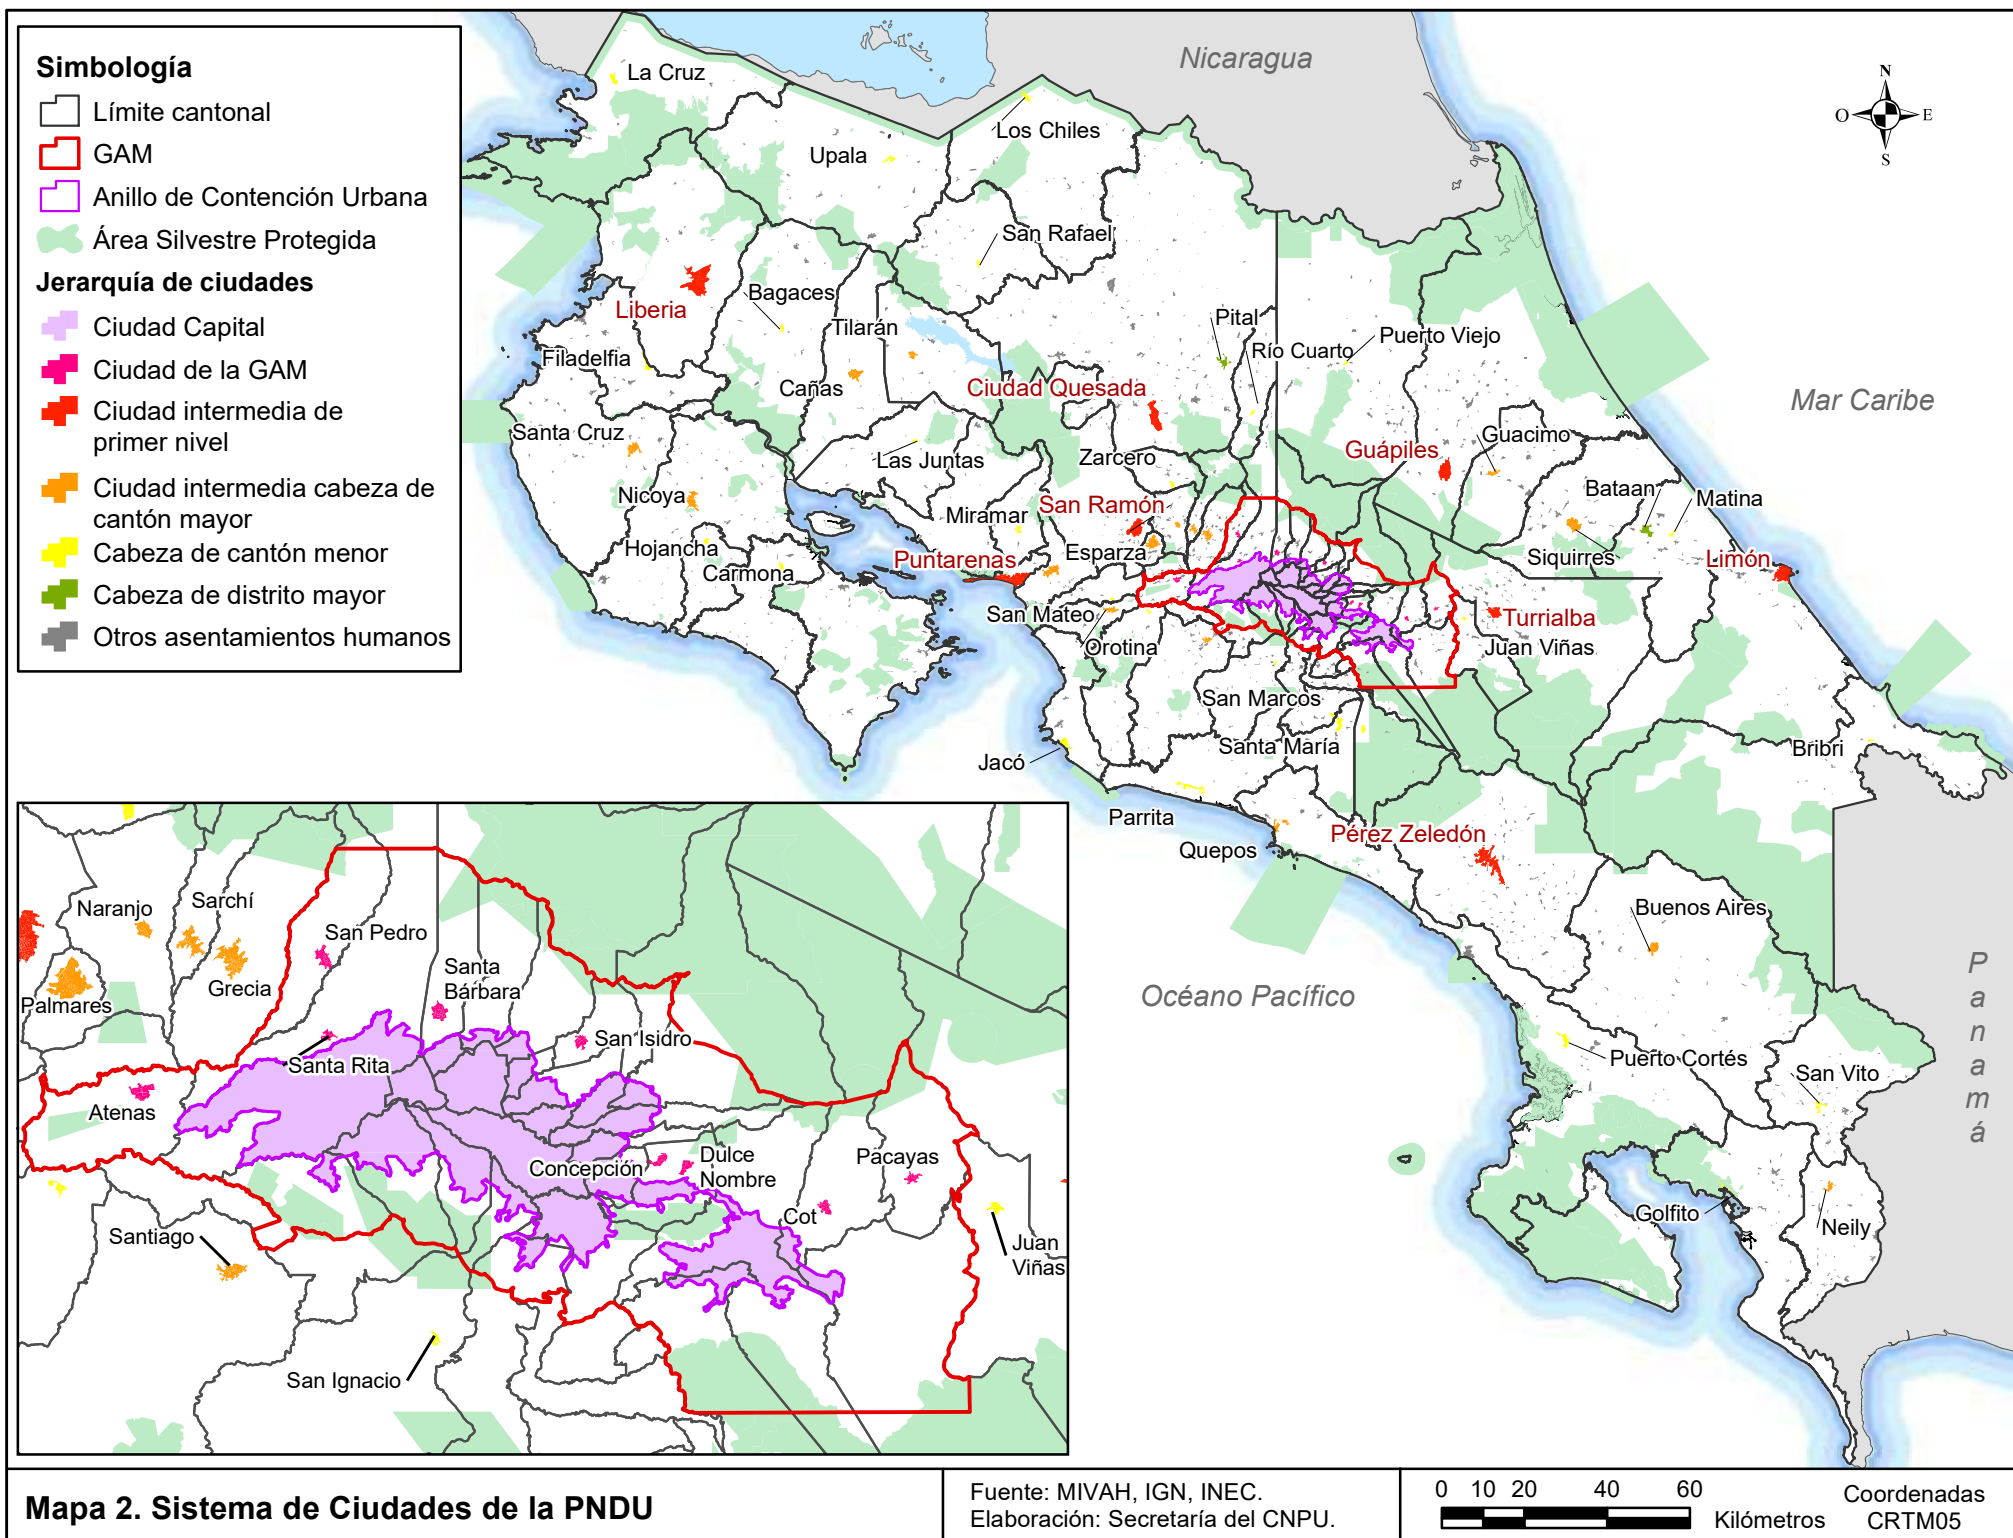 Simbología
Límite cantonal
GAM
Anillo de Contención Urbana
Área Silvestre Protegida
Jerarquía de ciudades
Ciudad Capital
Ciudad de la GAM
Ciudad intermedia de
primer nivel
Ciudad intermedia cabeza de
cantón mayor
Cabeza de cantón menor
Cabeza de distrito mayor
Otros asentamientos humanos
Nicaragua
N
O
E
S
La Cruz
Los Chiles
Upala
San Rafael
Bagaces
Liberia
Tilarán
Pital
Puerto Viejo
Río Cuarto
Filadelfia
Cañas
Ciudad Quesada
Mar Caribe
Santa Cruz
Las Juntas
Zarcero
Guápiles
Guacimo
Nicoya
Miramar
San Ramón
Bataan
Matina
Hojancha
Carmona
Puntarenas
Esparza
Siquirres
Limón
San Mateo
Orotina
Turrialba
Juan Viñas
San Marcos
Santa María
Jacó
Bribri
Parrita
Quepos
Pérez Zeledón
Buenos Aires
Océano Pacífico
Puerto Cortés
San Vito
Golfito
Neily
P
a
n
a
m
á
Naranjo
Sarchí
San Pedro
Santa
Bárbara
Grecia
Palmares
San Isidro
Santa Rita
Atenas
Concepción
Dulce
Nombre
Pacayas
Cot
Santiago
Juan
Viñas
San Ignacio
Mapa 2. Sistema de Ciudades de la PNDU
Fuente: MIVAH, IGN, INEC.
Elaboración: Secretaría del CNPU.
0 10 20 40 60
Kilómetros
Coordenadas
CRTM05